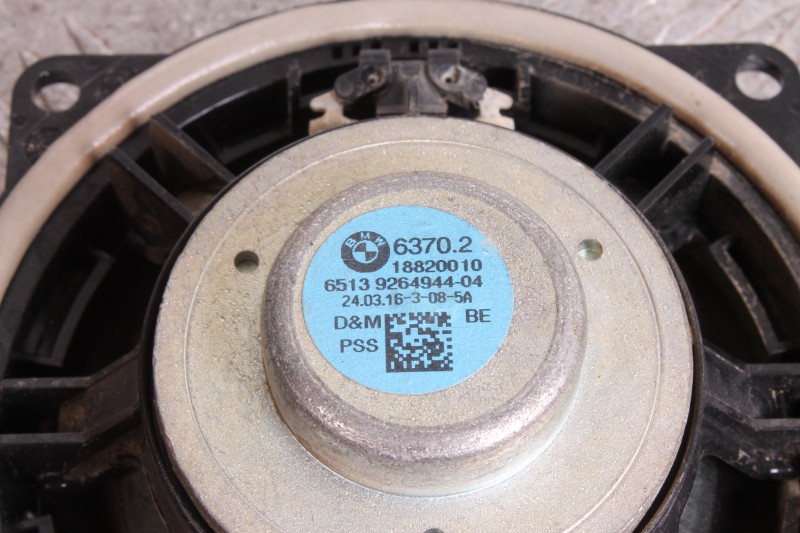 BMW 6370.2
18820010
6513 9264944-04
24.03.16-3-08-5A
D&M BE
PSS